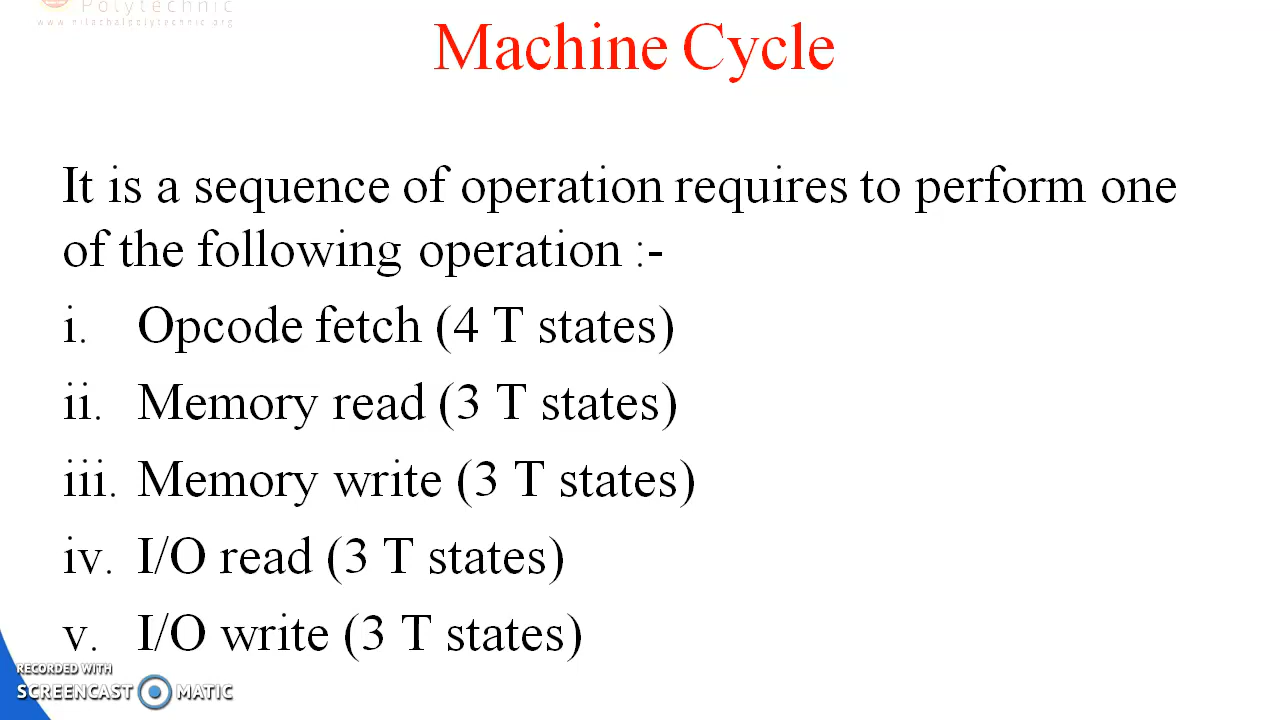 Polytechnic
www.nilesbalpolytechnic.org
Machine Cycle
It is a sequence of operation requires to perform one
of the following operation :-
i. Opcode fetch (4 T states)
ii. Memory read (3 T states)
iii. Memory write (3 T states)
iv. I/O read (3 T states)
v. I/O write (3 T states)
RECORDED WITH
SCREENCAST MATIC